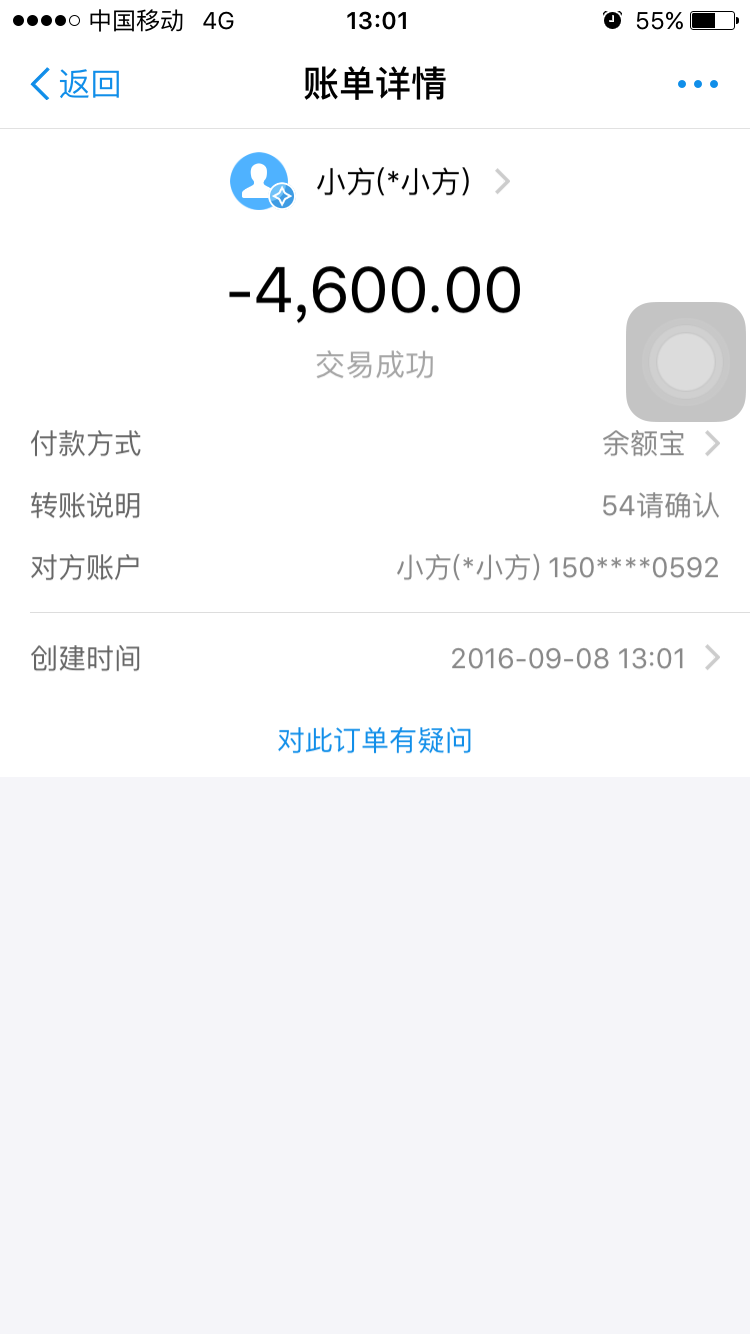 中国移动 4G 13:01 55%
返回 账单详情
小方(*小方)
-4,600.00
交易成功
付款方式 余额宝
转账说明 54请确认
对方账户 小方(*小方) 150****0592
创建时间 2016-09-08 13:01
对此订单有疑问